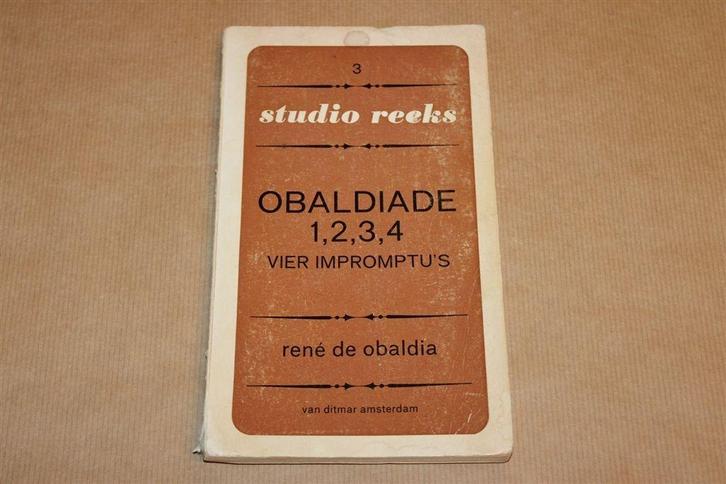 3
studio reeks
OBALDIADE
1,2,3,4
VIER IMPROMPTU'S
rené de obaldia
van ditmar amsterdam